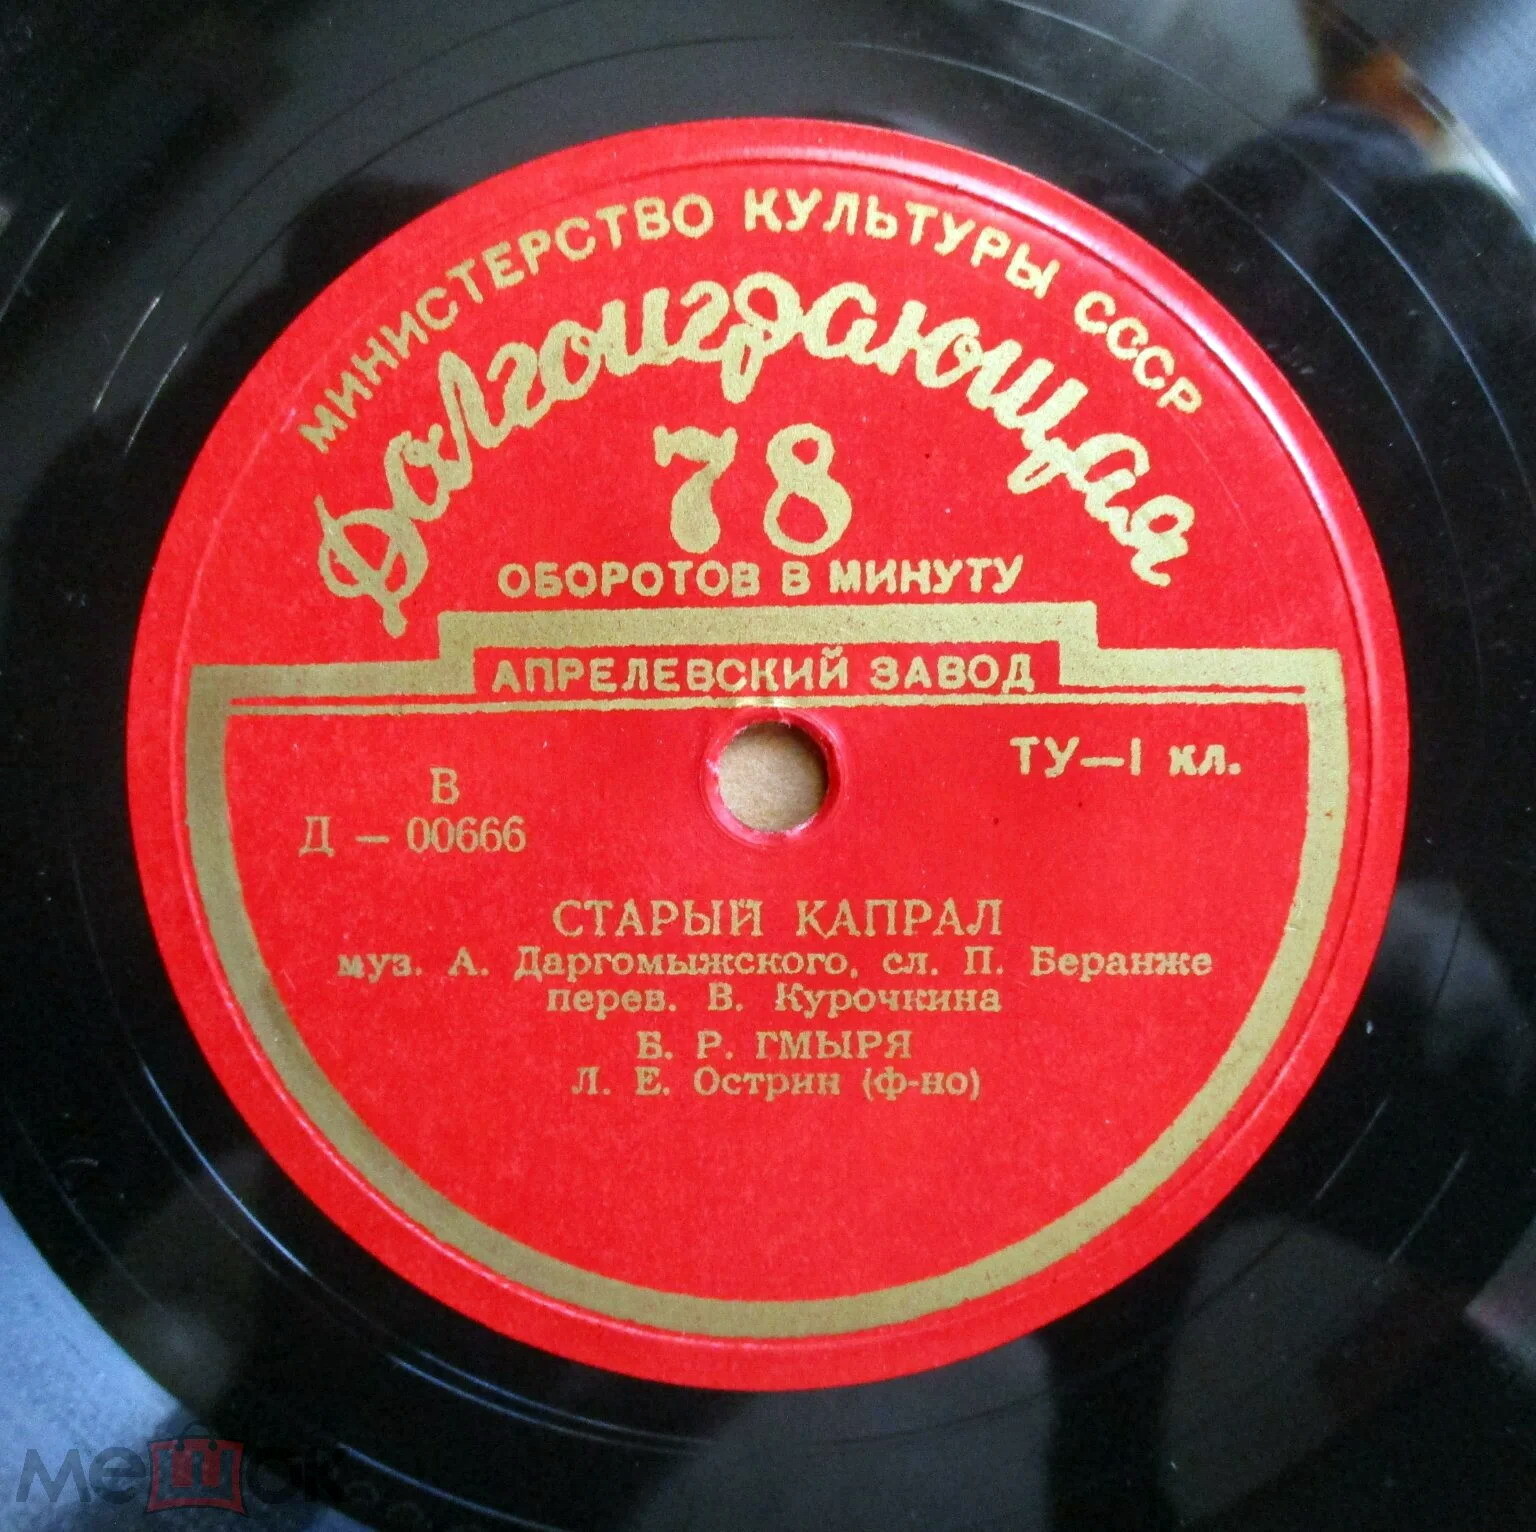 МИНИСТЕРСТВО КУЛЬТУРЫ СССР
Долгоиграющая
78
ОБОРОТОВ В МИНУТУ
АПРЕЛЕВСКИЙ ЗАВОД
ТУ—I кл.
В
Д — 00666
СТАРЫЙ КАПРАЛ
муз. А. Даргомыжского, сл. П. Беранже
перев. В. Курочкина
Б. Р. ГМЫРЯ
Л. Е. Острин (ф-но)
мешок